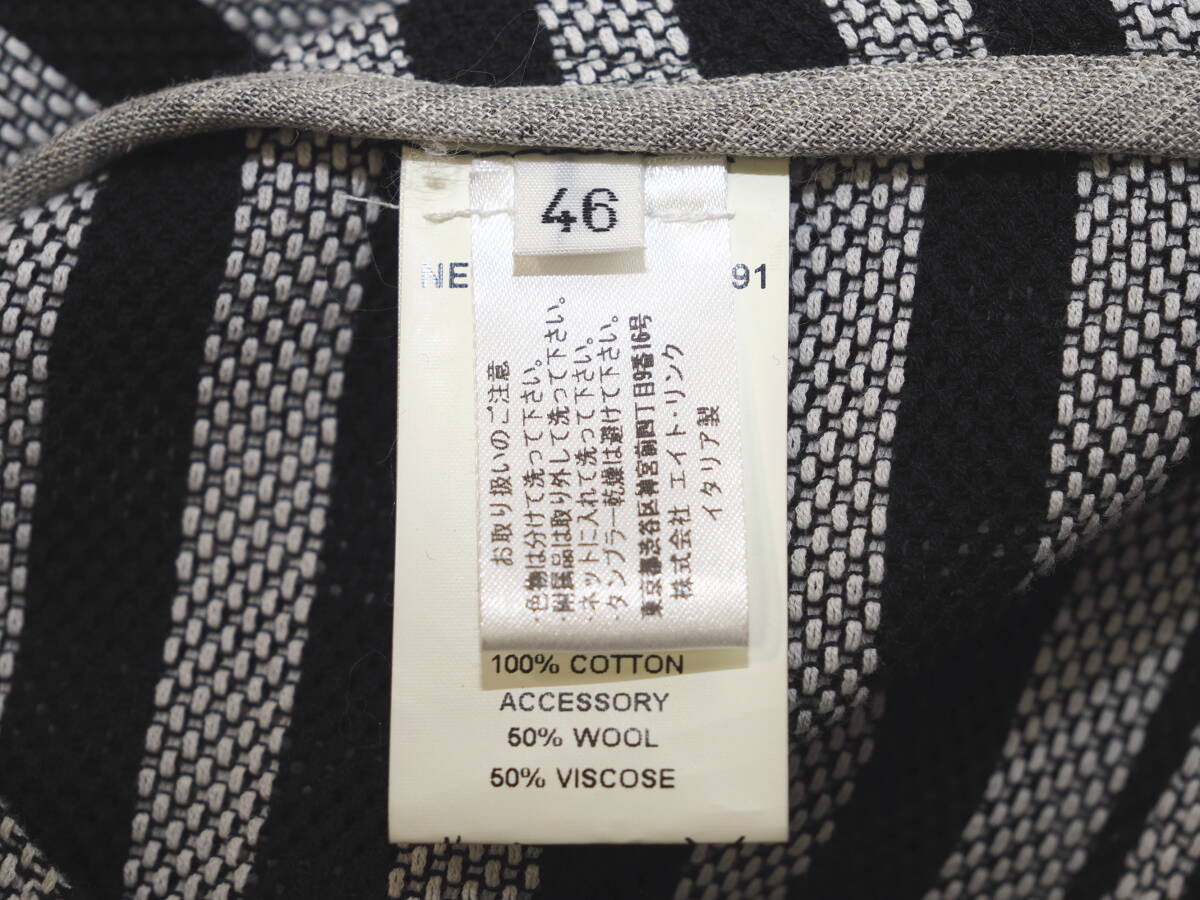 46
NE
91
お取り扱いのご注意
・色物は分けて洗って下さい。
・附属品は取り外して洗って下さい。
・ネットに入れて洗って下さい。
・タンブラー乾燥は避けて下さい。
東京都渋谷区神宮前四丁目9番16号
株式会社 エイト・リンク
イタリア製
100% COTTON
ACCESSORY
50% WOOL
50% VISCOSE